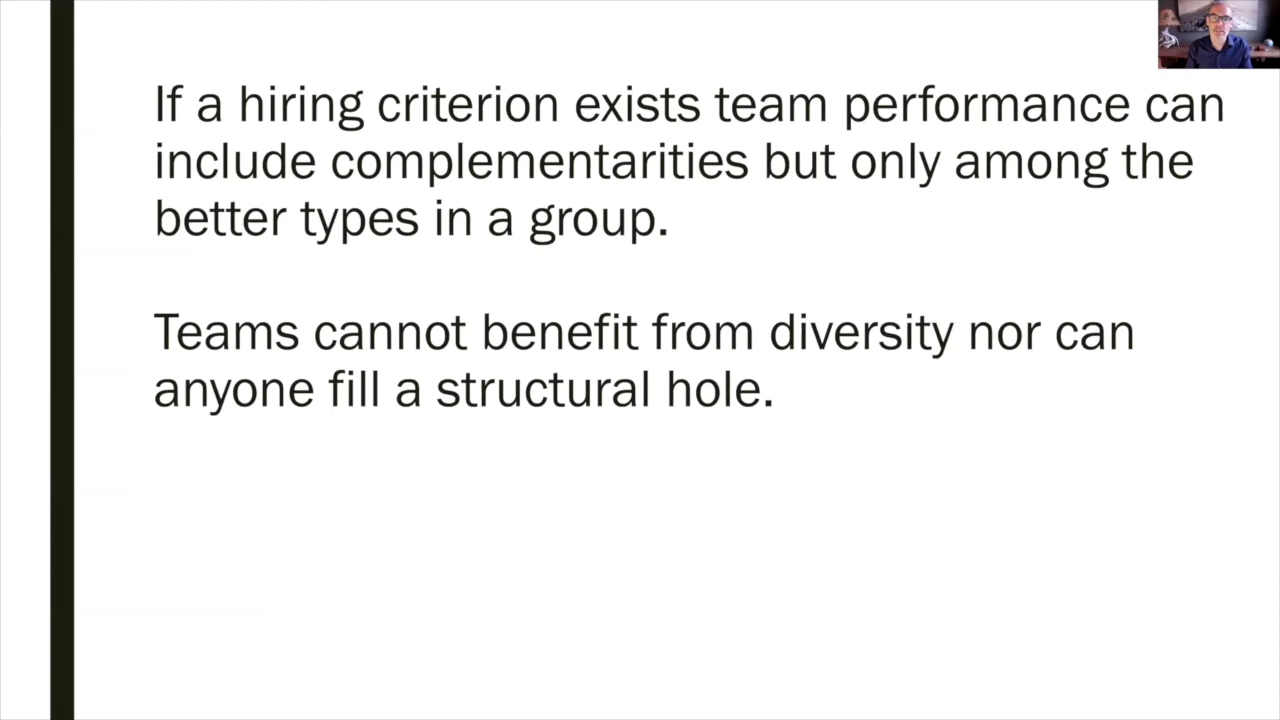 If a hiring criterion exists team performance can
include complementarities but only among the
better types in a group.
Teams cannot benefit from diversity nor can
anyone fill a structural hole.